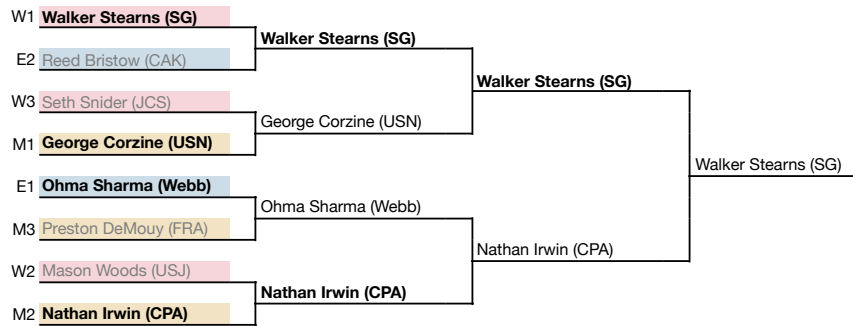 W1 Walker Stearns (SG)
Walker Stearns (SG)
E2 Reed Bristow (CAK)
Walker Stearns (SG)
W3 Seth Snider (JCS)
George Corzine (USN)
M1 George Corzine (USN)
Walker Stearns (SG)
E1 Ohma Sharma (Webb)
Ohma Sharma (Webb)
M3 Preston DeMouy (FRA)
Nathan Irwin (CPA)
W2 Mason Woods (USJ)
Nathan Irwin (CPA)
M2 Nathan Irwin (CPA)